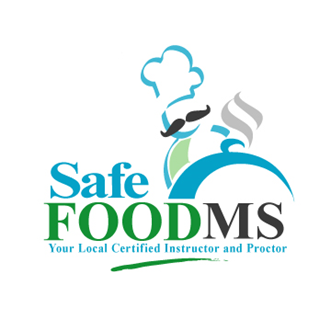 Safe
FOODMS
Your Local Certified Instructor and Proctor